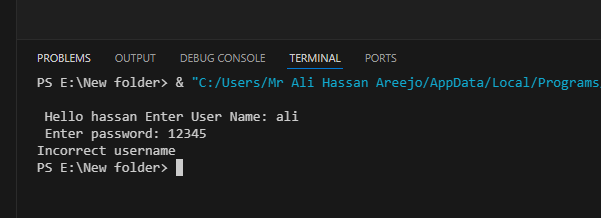 PROBLEMS OUTPUT DEBUG CONSOLE TERMINAL PORTS
PS E:\New folder> & "C:/Users/Mr Ali Hassan Areejo/AppData/Local/Programs/
Hello hassan Enter User Name: ali
Enter password: 12345
Incorrect username
PS E:\New folder>